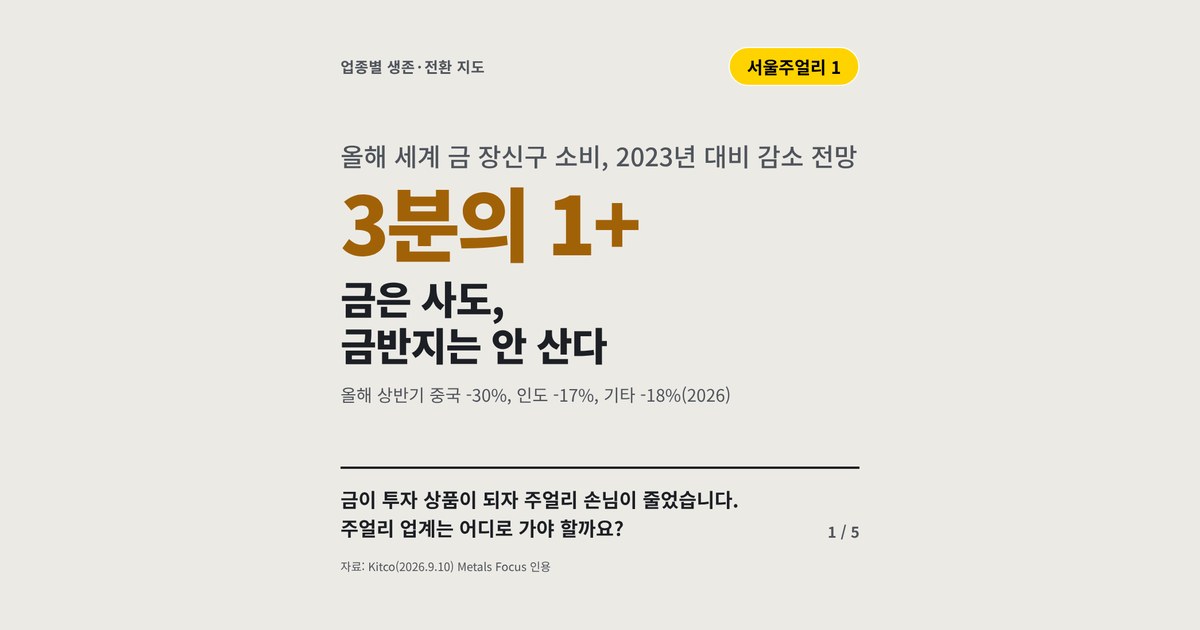 업종별 생존·전환 지도
서울주얼리 1
올해 세계 금 장신구 소비, 2023년 대비 감소 전망
3분의 1+
금은 사도,
금반지는 안 산다
올해 상반기 중국 -30%, 인도 -17%, 기타 -18%(2026)
금이 투자 상품이 되자 주얼리 손님이 줄었습니다.
주얼리 업계는 어디로 가야 할까요?
1 / 5
자료: Kitco(2026.9.10) Metals Focus 인용